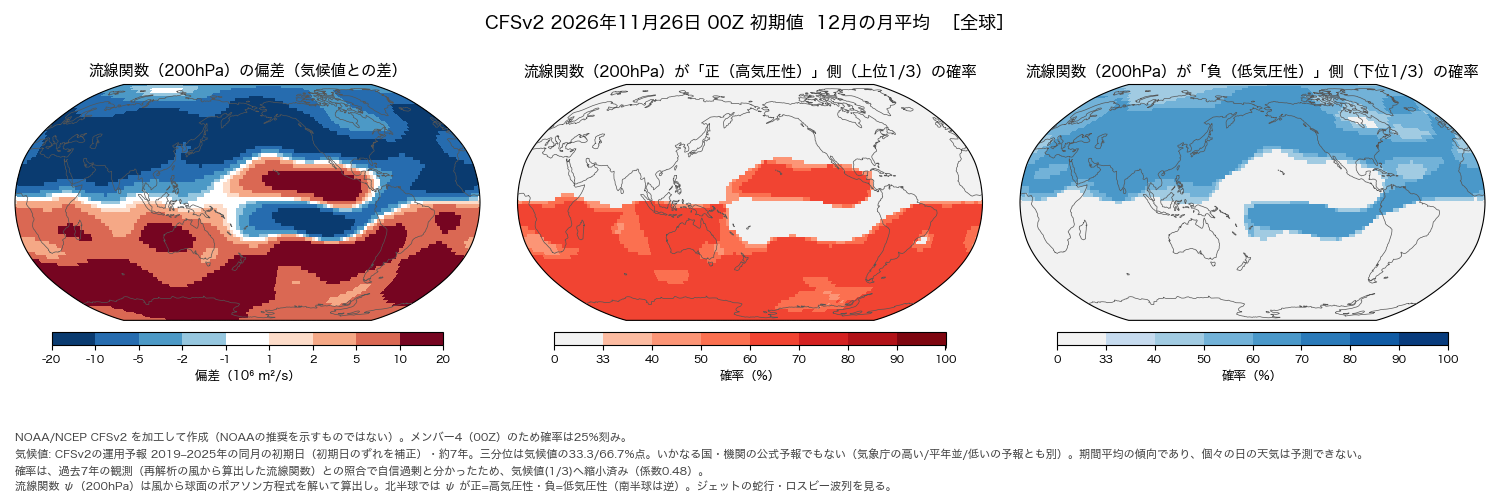 CFSv2 2026年11月26日 00Z 初期値 12月の月平均 ［全球］
流線関数（200hPa）の偏差（気候値との差）
流線関数（200hPa）が「正（高気圧性）」側（上位1/3）の確率
流線関数（200hPa）が「負（低気圧性）」側（下位1/3）の確率
-20 -10 -5 -2 -1 1 2 5 10 20
偏差（10⁶ m²/s）
0 33 40 50 60 70 80 90 100
確率（%）
0 33 40 50 60 70 80 90 100
確率（%）
NOAA/NCEP CFSv2 を加工して作成（NOAAの推奨を示すものではない）。メンバー4（00Z）のため確率は25%刻み。
気候値: CFSv2の運用予報 2019–2025年の同月の初期日（初期日のずれを補正）・約7年。三分位は気候値の33.3/66.7%点。いかなる国・機関の公式予報でもない（気象庁の高い/平年並/低いの予報とも別）。期間平均の傾向であり、個々の日の天気は予測できない。
確率は、過去7年の観測（再解析の風から算出した流線関数）との照合で自信過剰と分かったため、気候値(1/3)へ縮小済み（係数0.48）。
流線関数 ψ（200hPa）は風から球面のポアソン方程式を解いて算出し。北半球では ψ が正=高気圧性・負=低気圧性（南半球は逆）。ジェットの蛇行・ロスビー波列を見る。